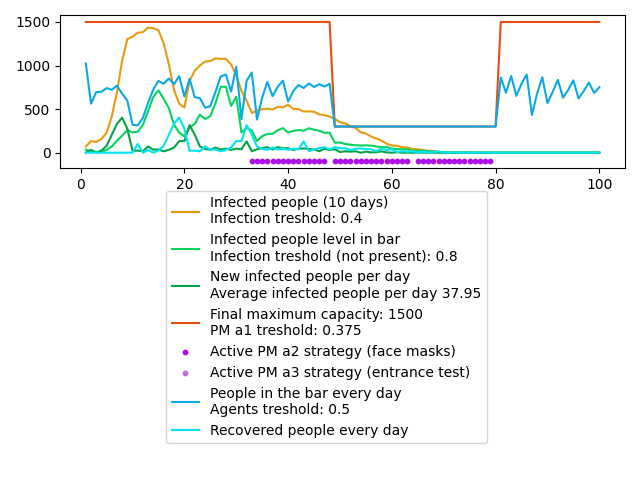 1500
1000
500
0
0
20
40
60
80
100
Infected people (10 days)
Infection treshold: 0.4
Infected people level in bar
Infection treshold (not present): 0.8
New infected people per day
Average infected people per day 37.95
Final maximum capacity: 1500
PM a1 treshold: 0.375
Active PM a2 strategy (face masks)
Active PM a3 strategy (entrance test)
People in the bar every day
Agents treshold: 0.5
Recovered people every day